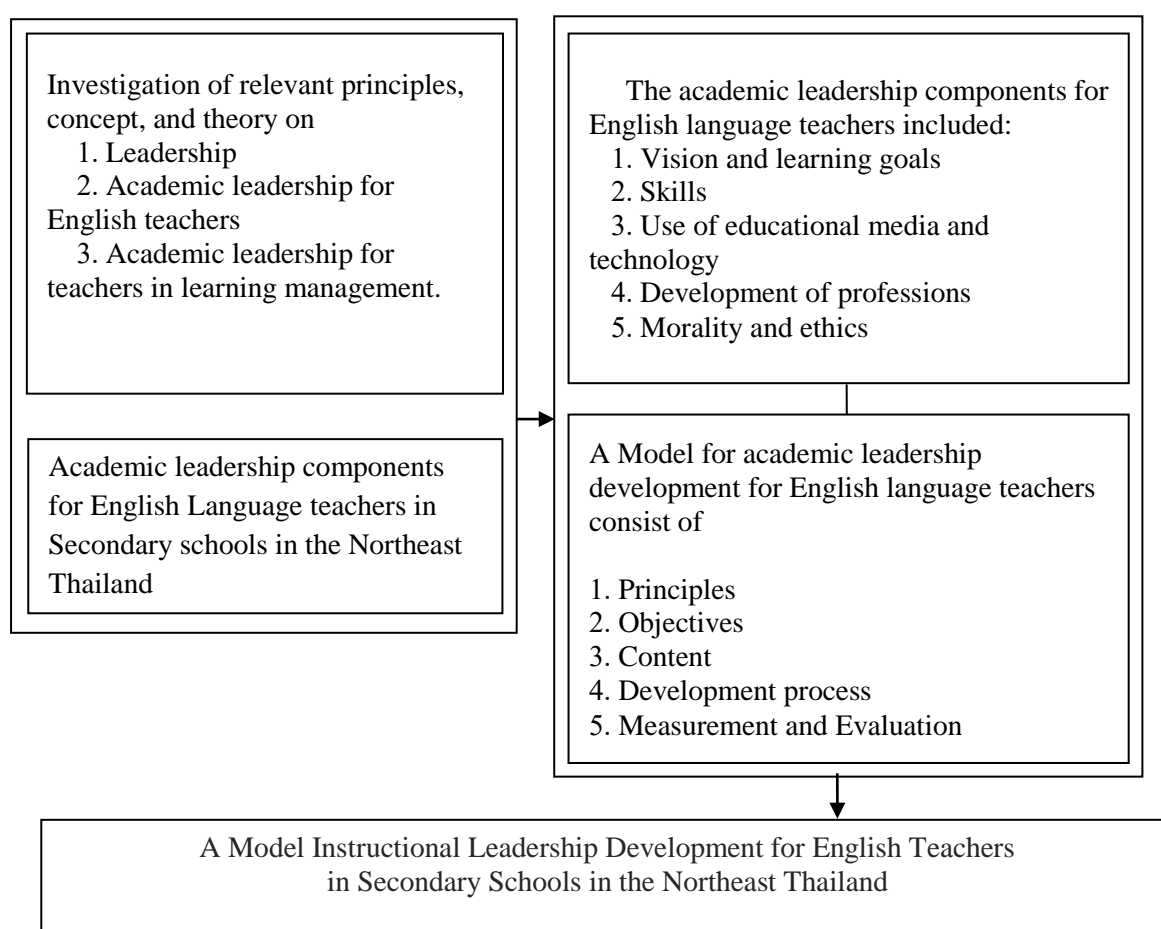 Investigation of relevant principles,
concept, and theory on
1. Leadership
2. Academic leadership for
English teachers
3. Academic leadership for
teachers in learning management.
Academic leadership components
for English Language teachers in
Secondary schools in the Northeast
Thailand
The academic leadership components for
English language teachers included:
1. Vision and learning goals
2. Skills
3. Use of educational media and
technology
4. Development of professions
5. Morality and ethics
A Model for academic leadership
development for English language teachers
consist of
1. Principles
2. Objectives
3. Content
4. Development process
5. Measurement and Evaluation
A Model Instructional Leadership Development for English Teachers
in Secondary Schools in the Northeast Thailand